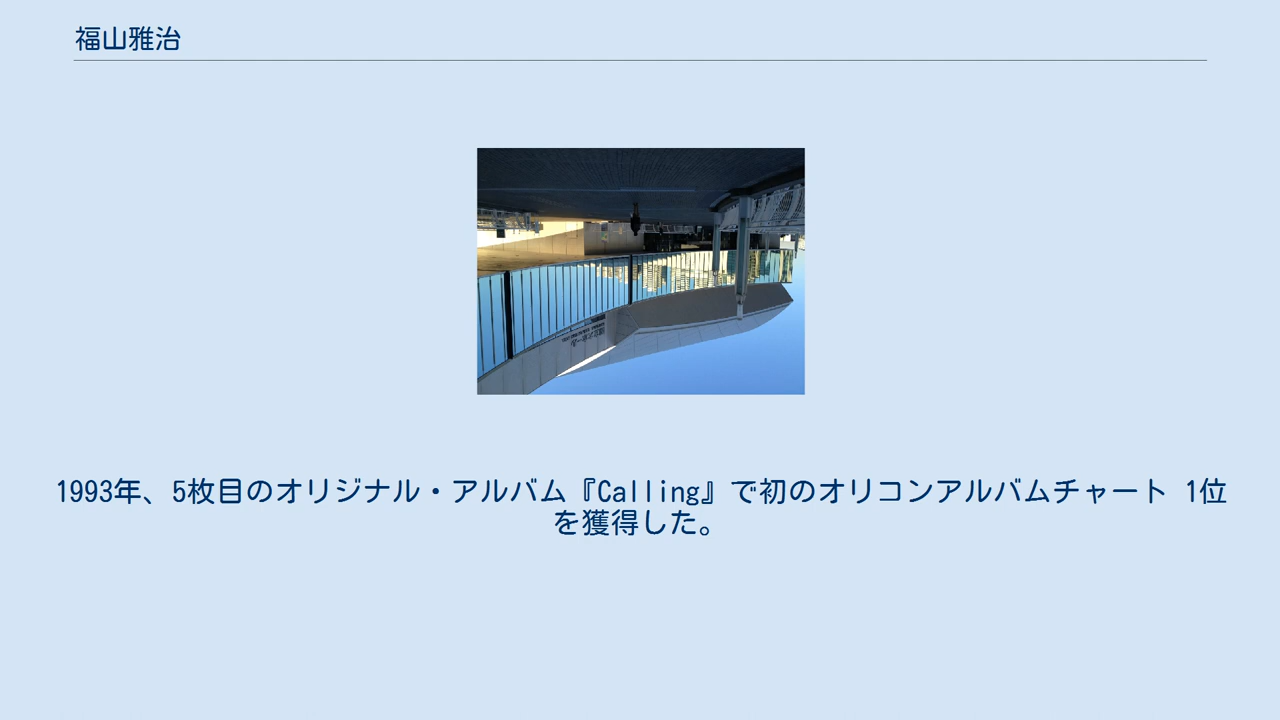 福山雅治
1993年、5枚目のオリジナル・アルバム『Calling』で初のオリコンアルバムチャート 1位
を獲得した。